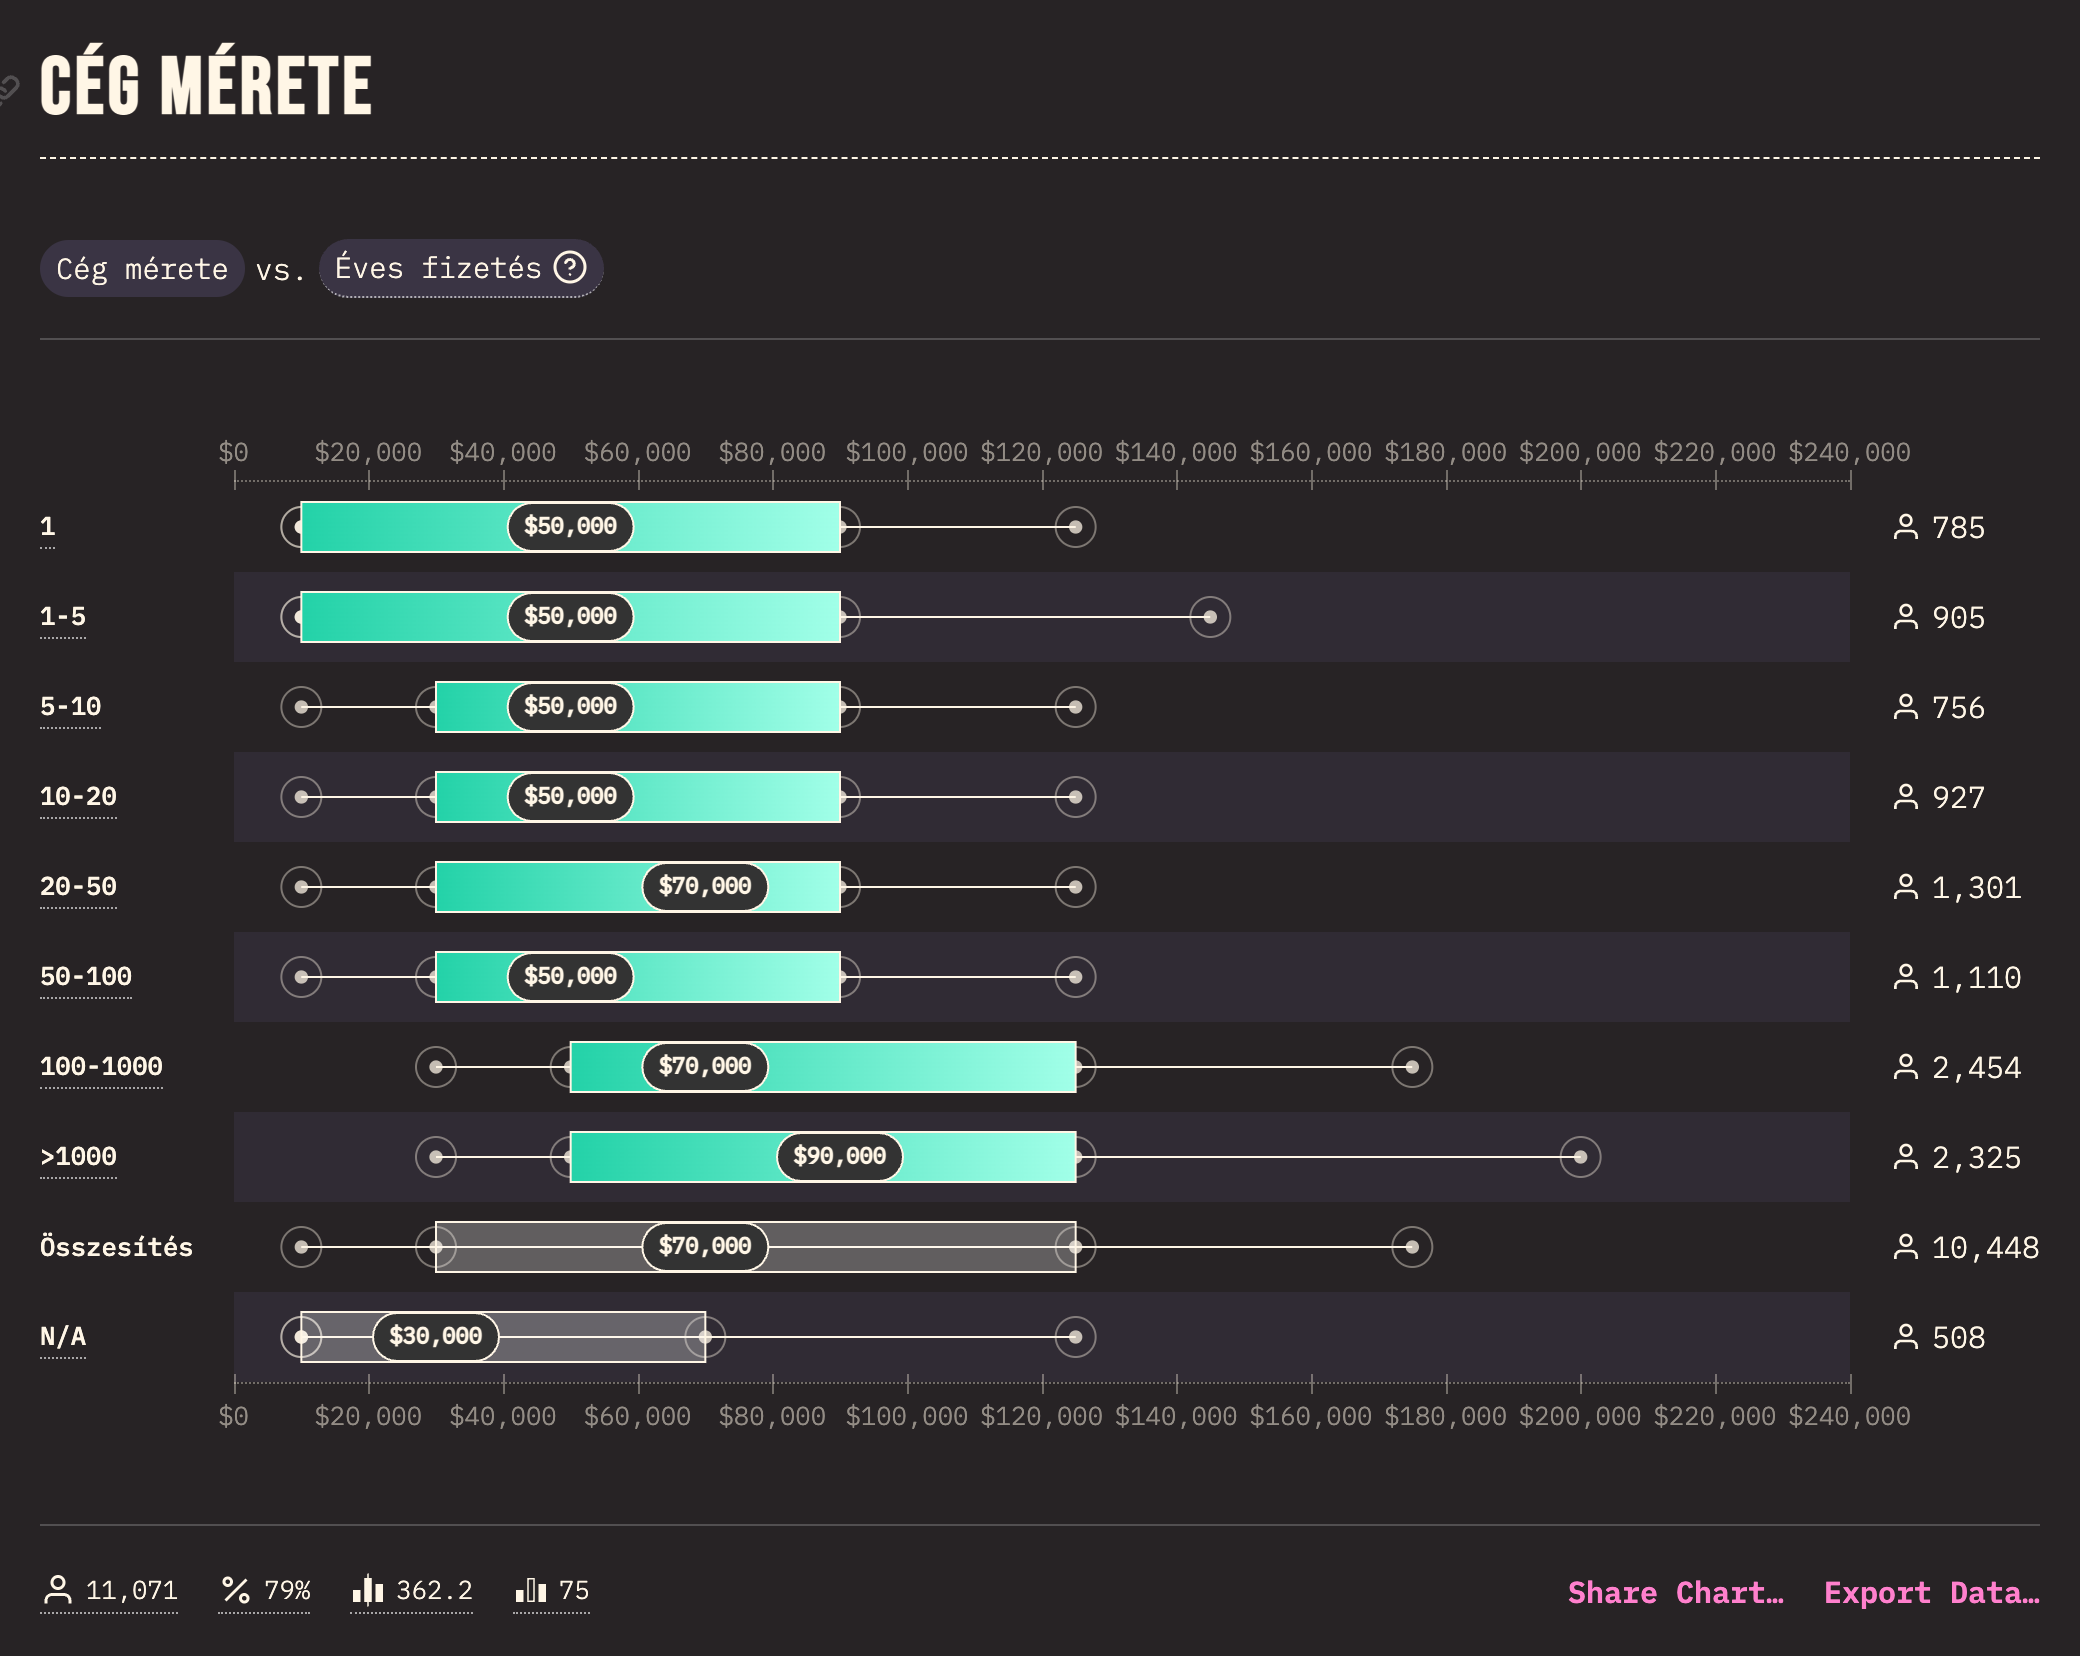 CÉG MÉRETE
Cég mérete vs. Éves fizetés
$0 $20,000 $40,000 $60,000 $80,000 $100,000 $120,000 $140,000 $160,000 $180,000 $200,000 $220,000 $240,000
1 $50,000 785
1-5 $50,000 905
5-10 $50,000 756
10-20 $50,000 927
20-50 $70,000 1,301
50-100 $50,000 1,110
100-1000 $70,000 2,454
>1000 $90,000 2,325
Összesítés $70,000 10,448
N/A $30,000 508
$0 $20,000 $40,000 $60,000 $80,000 $100,000 $120,000 $140,000 $160,000 $180,000 $200,000 $220,000 $240,000
11,071 79% 362.2 75 Share Chart… Export Data…